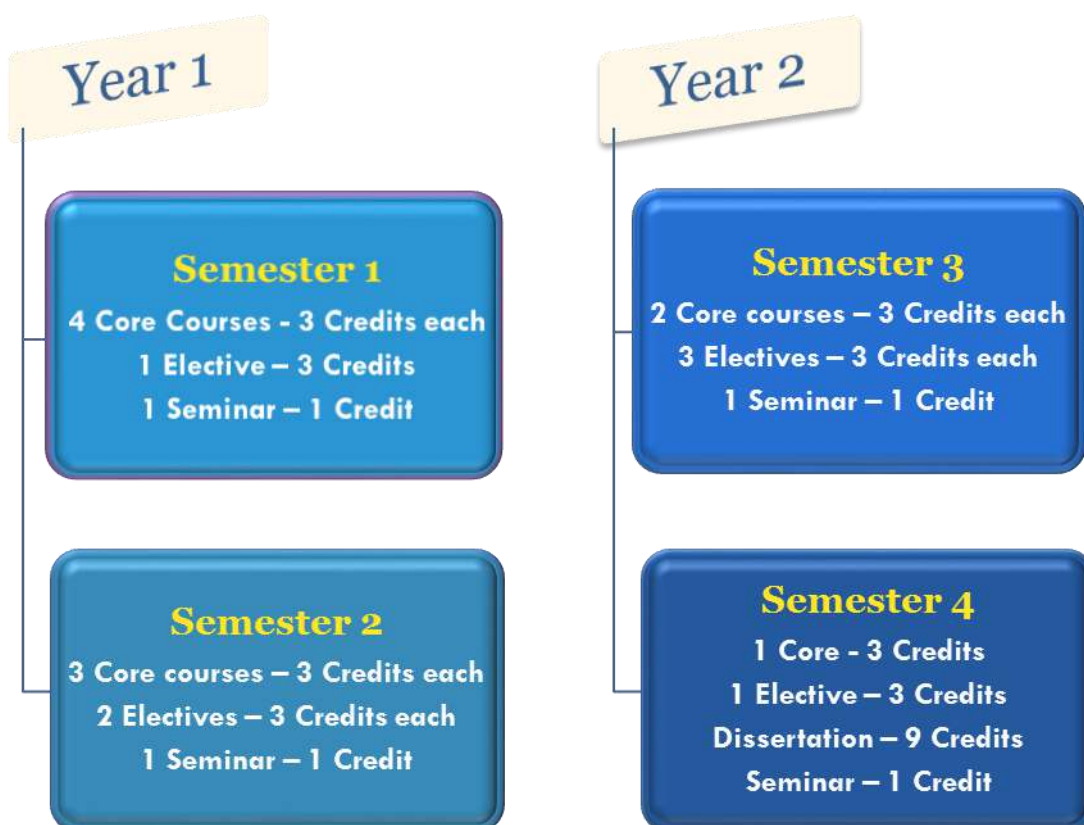 Year 1
Semester 1
4 Core Courses - 3 Credits each
1 Elective – 3 Credits
1 Seminar – 1 Credit
Semester 2
3 Core courses – 3 Credits each
2 Electives – 3 Credits each
1 Seminar – 1 Credit
Year 2
Semester 3
2 Core courses – 3 Credits each
3 Electives – 3 Credits each
1 Seminar – 1 Credit
Semester 4
1 Core - 3 Credits
1 Elective – 3 Credits
Dissertation – 9 Credits
Seminar – 1 Credit